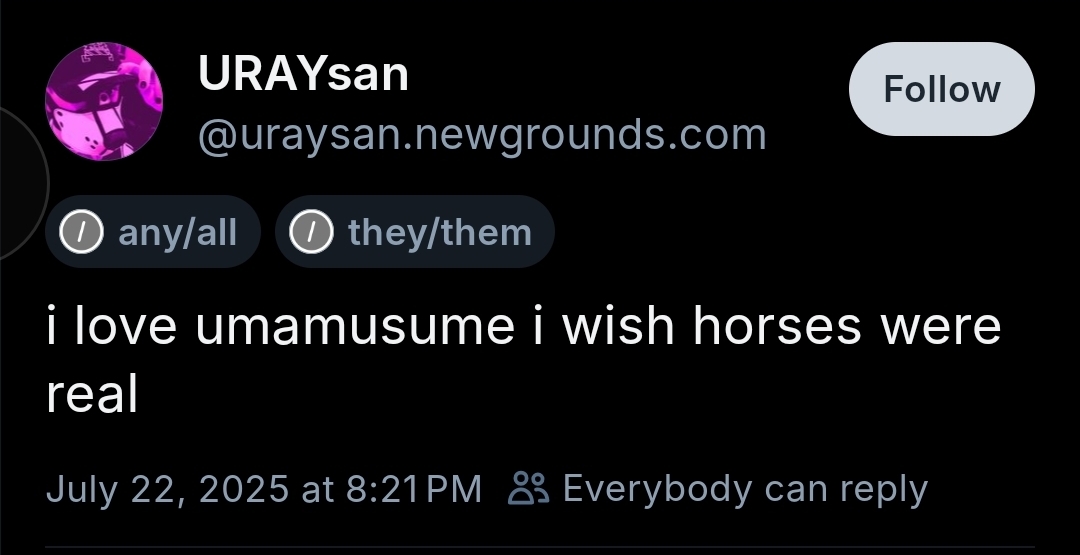 URAYsan
Follow
@uraysan.newgrounds.com
any/all
they/them
i love umamusume i wish horses were
real
July 22, 2025 at 8:21 PM
Everybody can reply